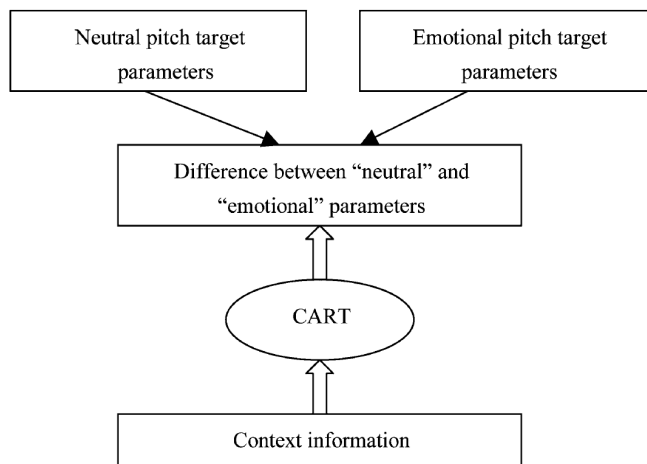 Neutral pitch target
parameters
Emotional pitch target
parameters
Difference between “neutral” and
“emotional” parameters
CART
Context information